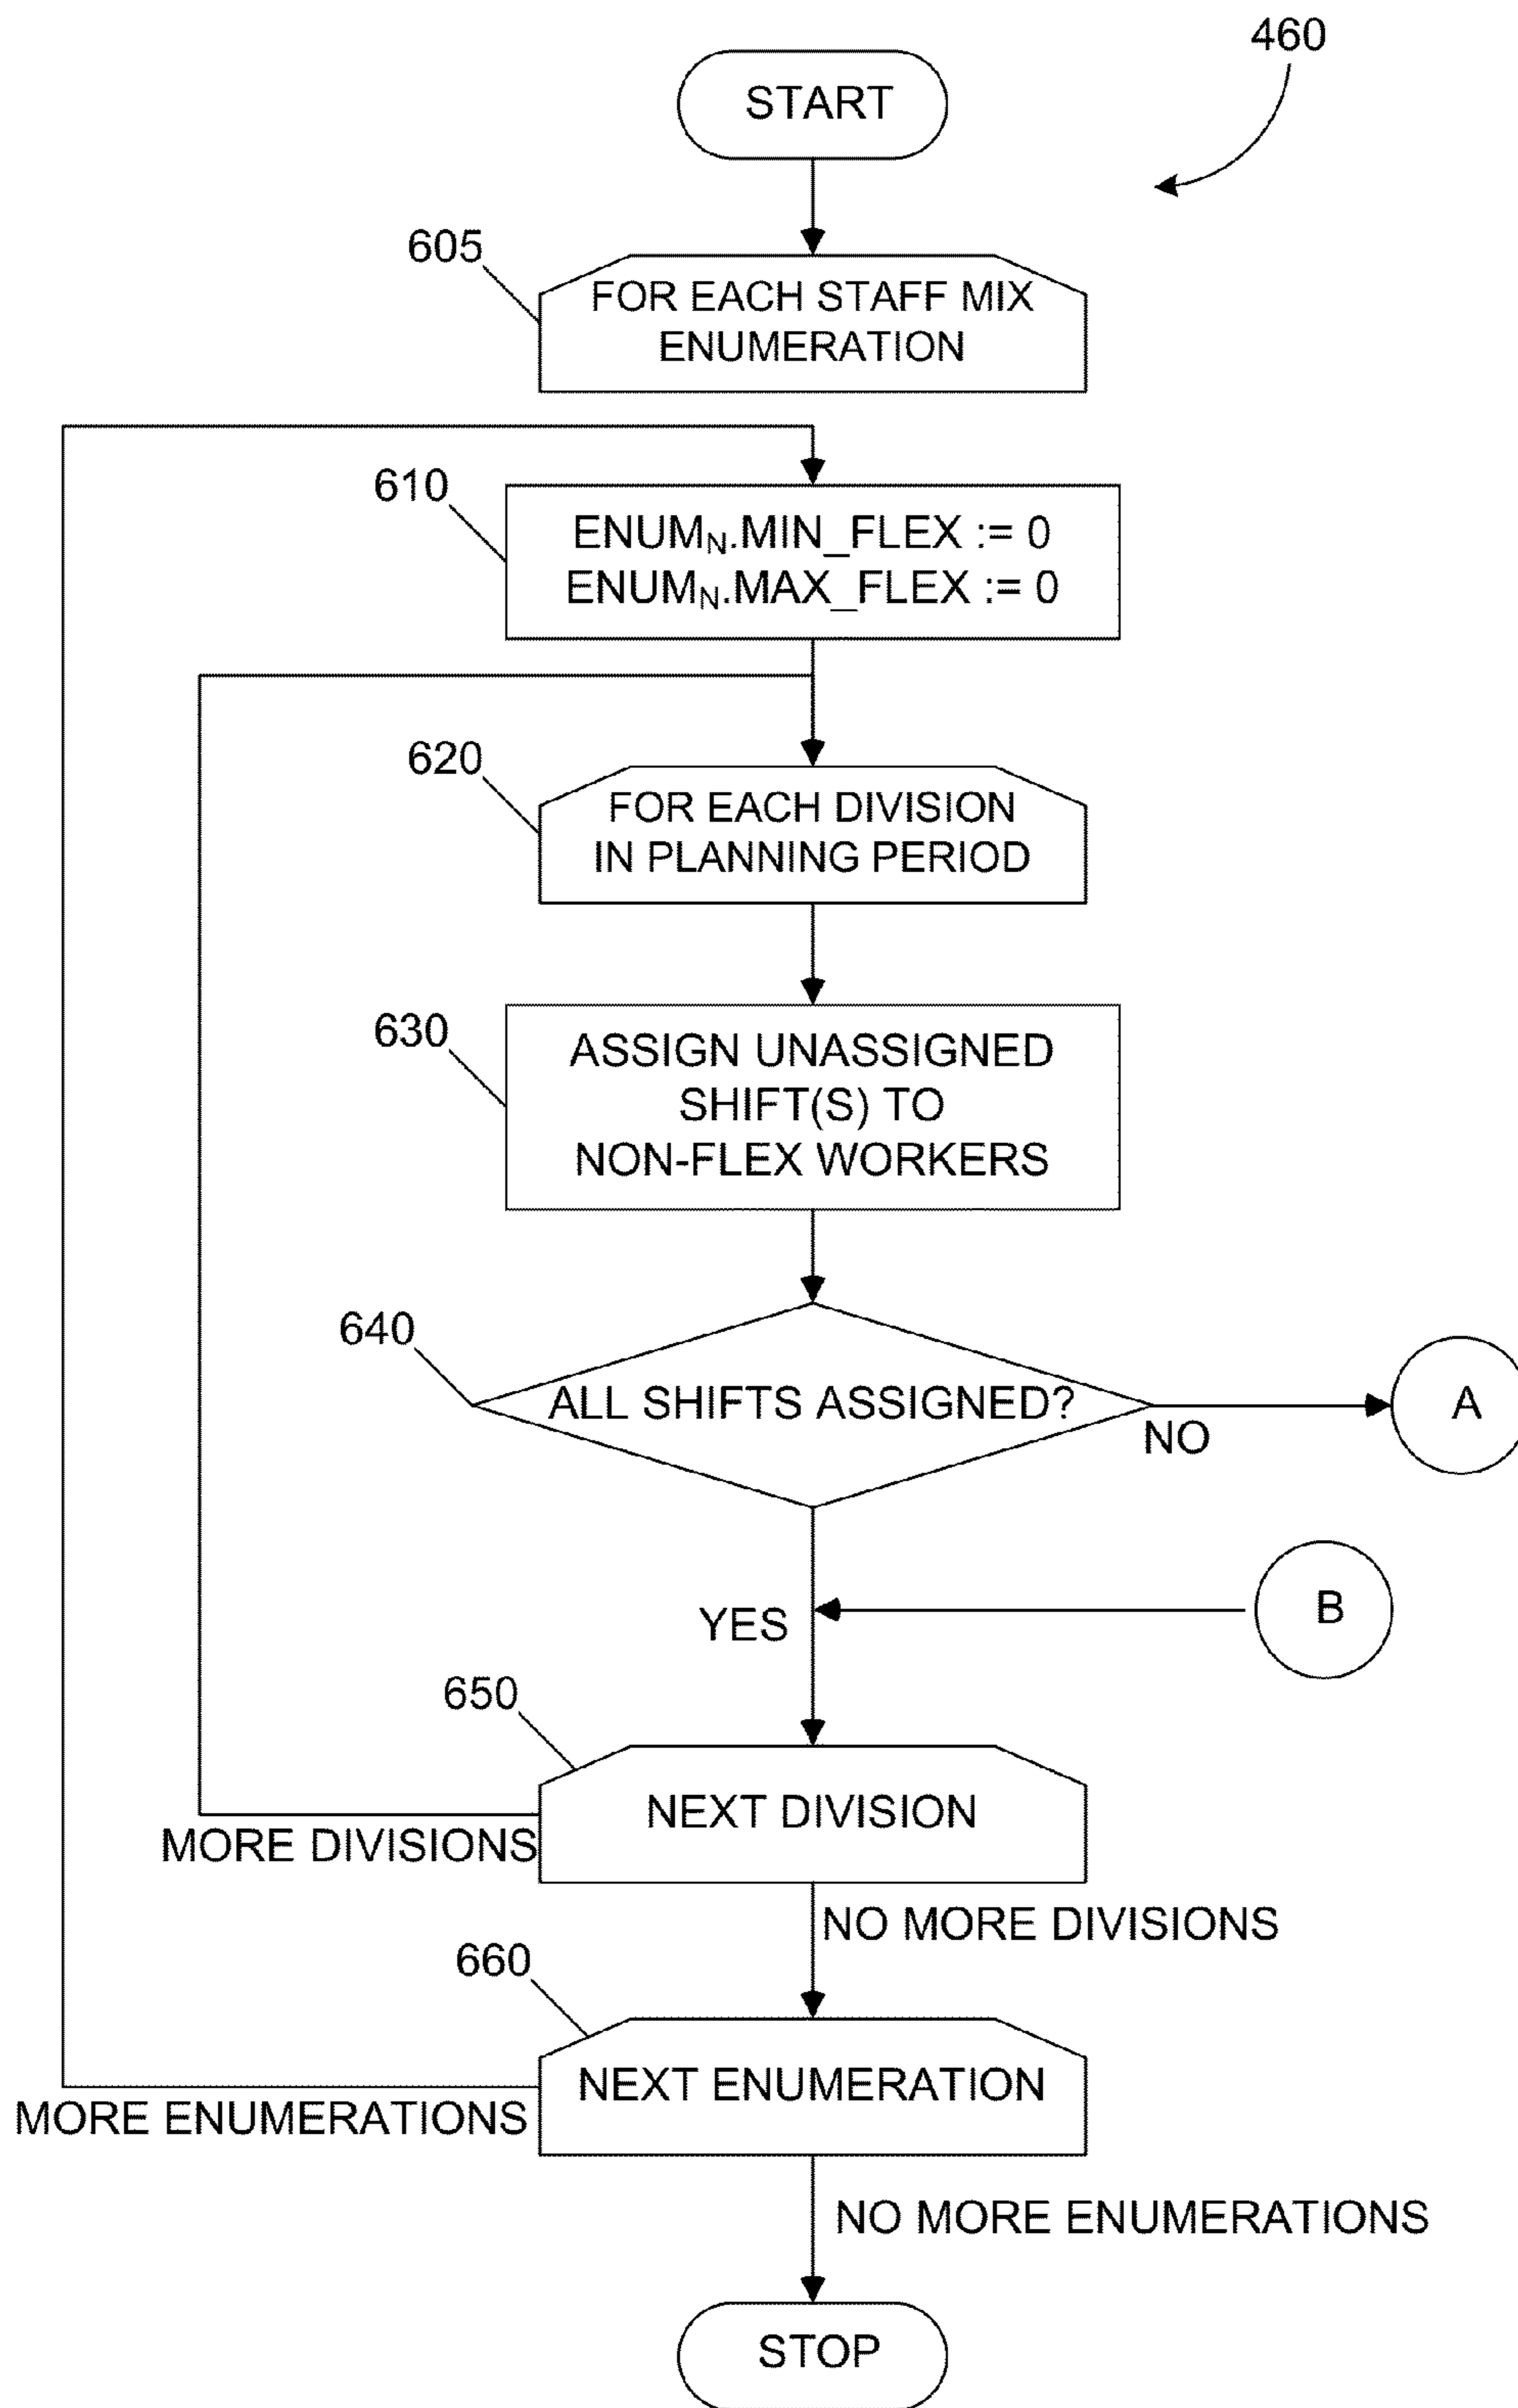 460
START
605
FOR EACH STAFF MIX
ENUMERATION
610
ENUMN.MIN_FLEX := 0
ENUMN.MAX_FLEX := 0
620
FOR EACH DIVISION
IN PLANNING PERIOD
630
ASSIGN UNASSIGNED
SHIFT(S) TO
NON-FLEX WORKERS
640
ALL SHIFTS ASSIGNED?
NO
A
YES
B
650
NEXT DIVISION
MORE DIVISIONS
NO MORE DIVISIONS
660
NEXT ENUMERATION
MORE ENUMERATIONS
NO MORE ENUMERATIONS
STOP